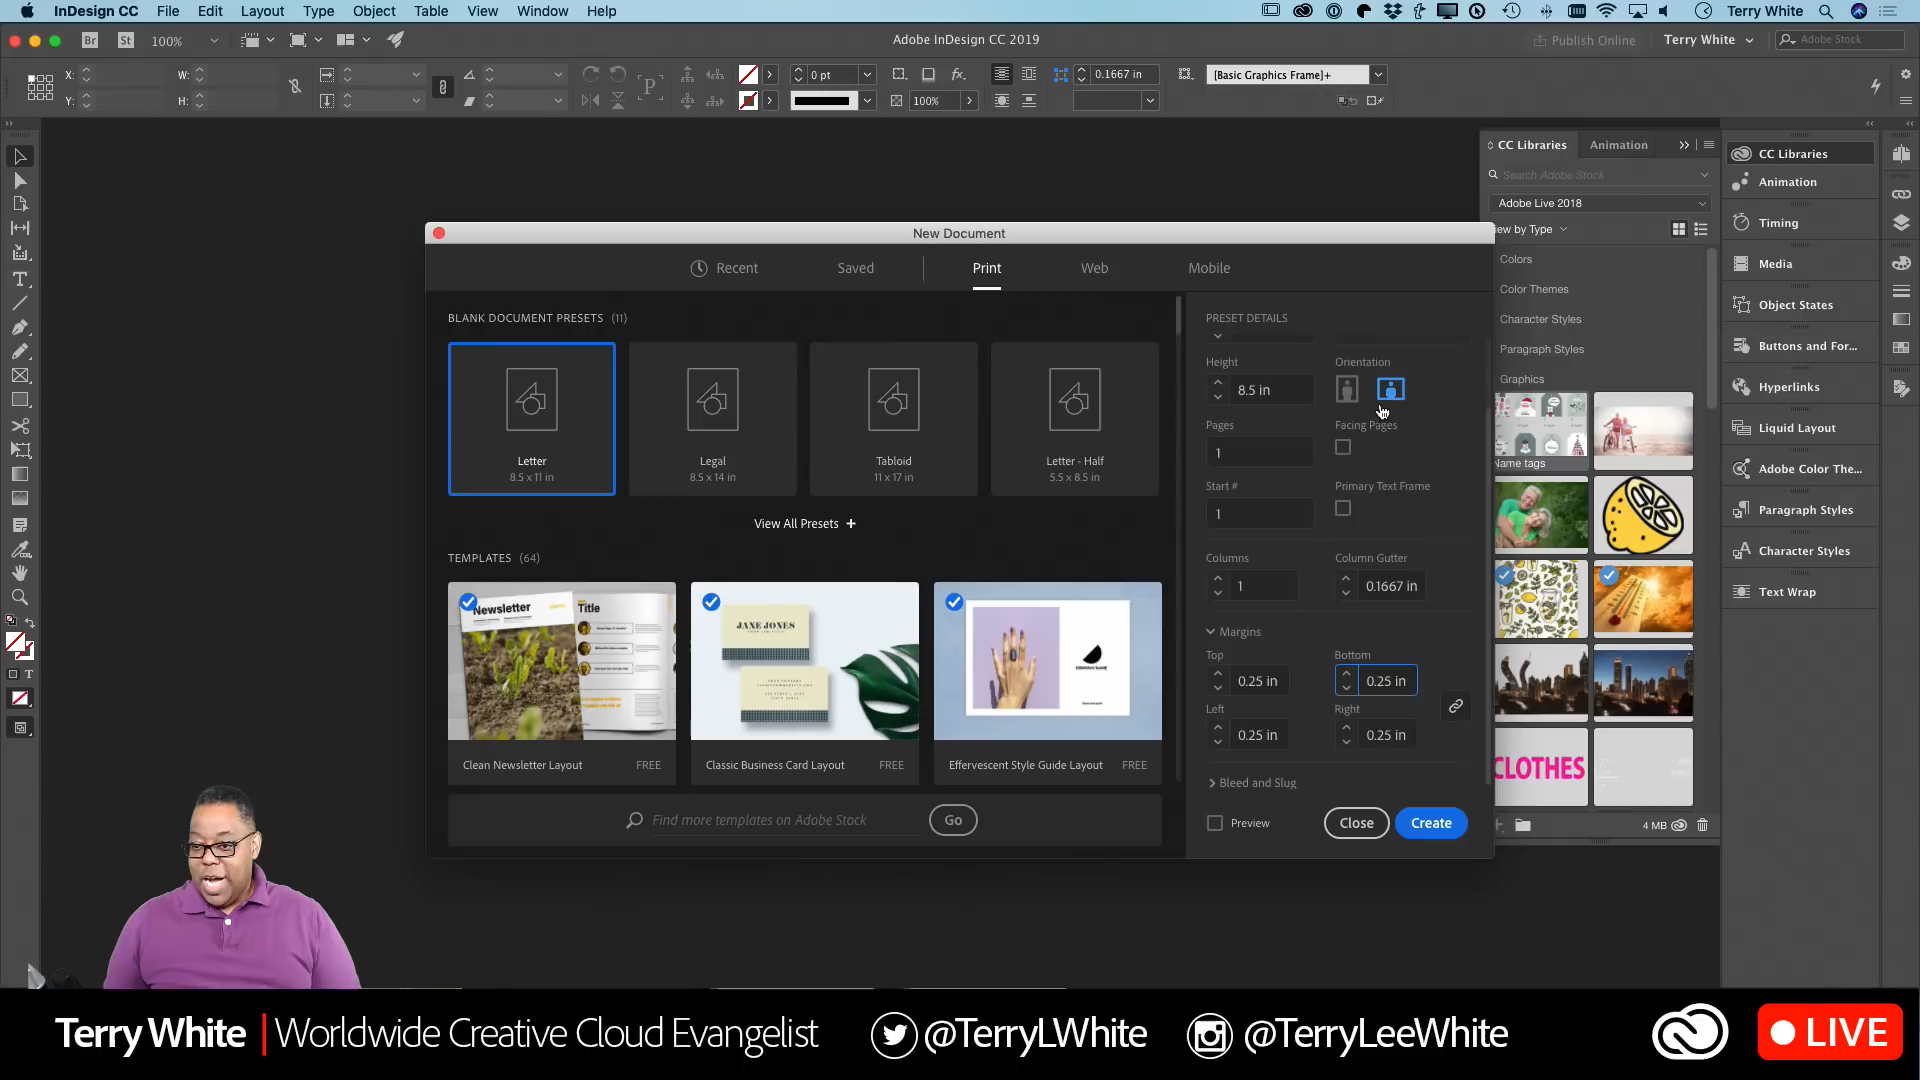 InDesign CC File Edit Layout Type Object Table View Window Help Terry White
Br St 100% Adobe InDesign CC 2019 Publish Online Terry White Adobe Stock
X: W: 0 pt 0.1667 in [Basic Graphics Frame]+
Y: H: 100%
New Document
Recent Saved Print Web Mobile
BLANK DOCUMENT PRESETS (11)
Letter
8.5 x 11 in
Legal
8.5 x 14 in
Tabloid
11 x 17 in
Letter - Half
5.5 x 8.5 in
View All Presets +
TEMPLATES (64)
Newsletter
Title
JANE JONES
COMPANY NAME
Clean Newsletter Layout FREE
Classic Business Card Layout FREE
Effervescent Style Guide Layout FREE
Find more templates on Adobe Stock Go
PRESET DETAILS
Height Orientation
8.5 in
Pages Facing Pages
1
Start # Primary Text Frame
1
Columns Column Gutter
1 0.1667 in
Margins
Top Bottom
0.25 in 0.25 in
Left Right
0.25 in 0.25 in
Bleed and Slug
Preview Close Create
CC Libraries Animation
Search Adobe Stock
Adobe Live 2018
ew by Type
Colors
Color Themes
Character Styles
Paragraph Styles
Graphics
Name tags
CLOTHES
4 MB
CC Libraries
Animation
Timing
Media
Object States
Buttons and For...
Hyperlinks
Liquid Layout
Adobe Color The...
Paragraph Styles
Character Styles
Text Wrap
Terry White | Worldwide Creative Cloud Evangelist @TerryLWhite @TerryLeeWhite LIVE